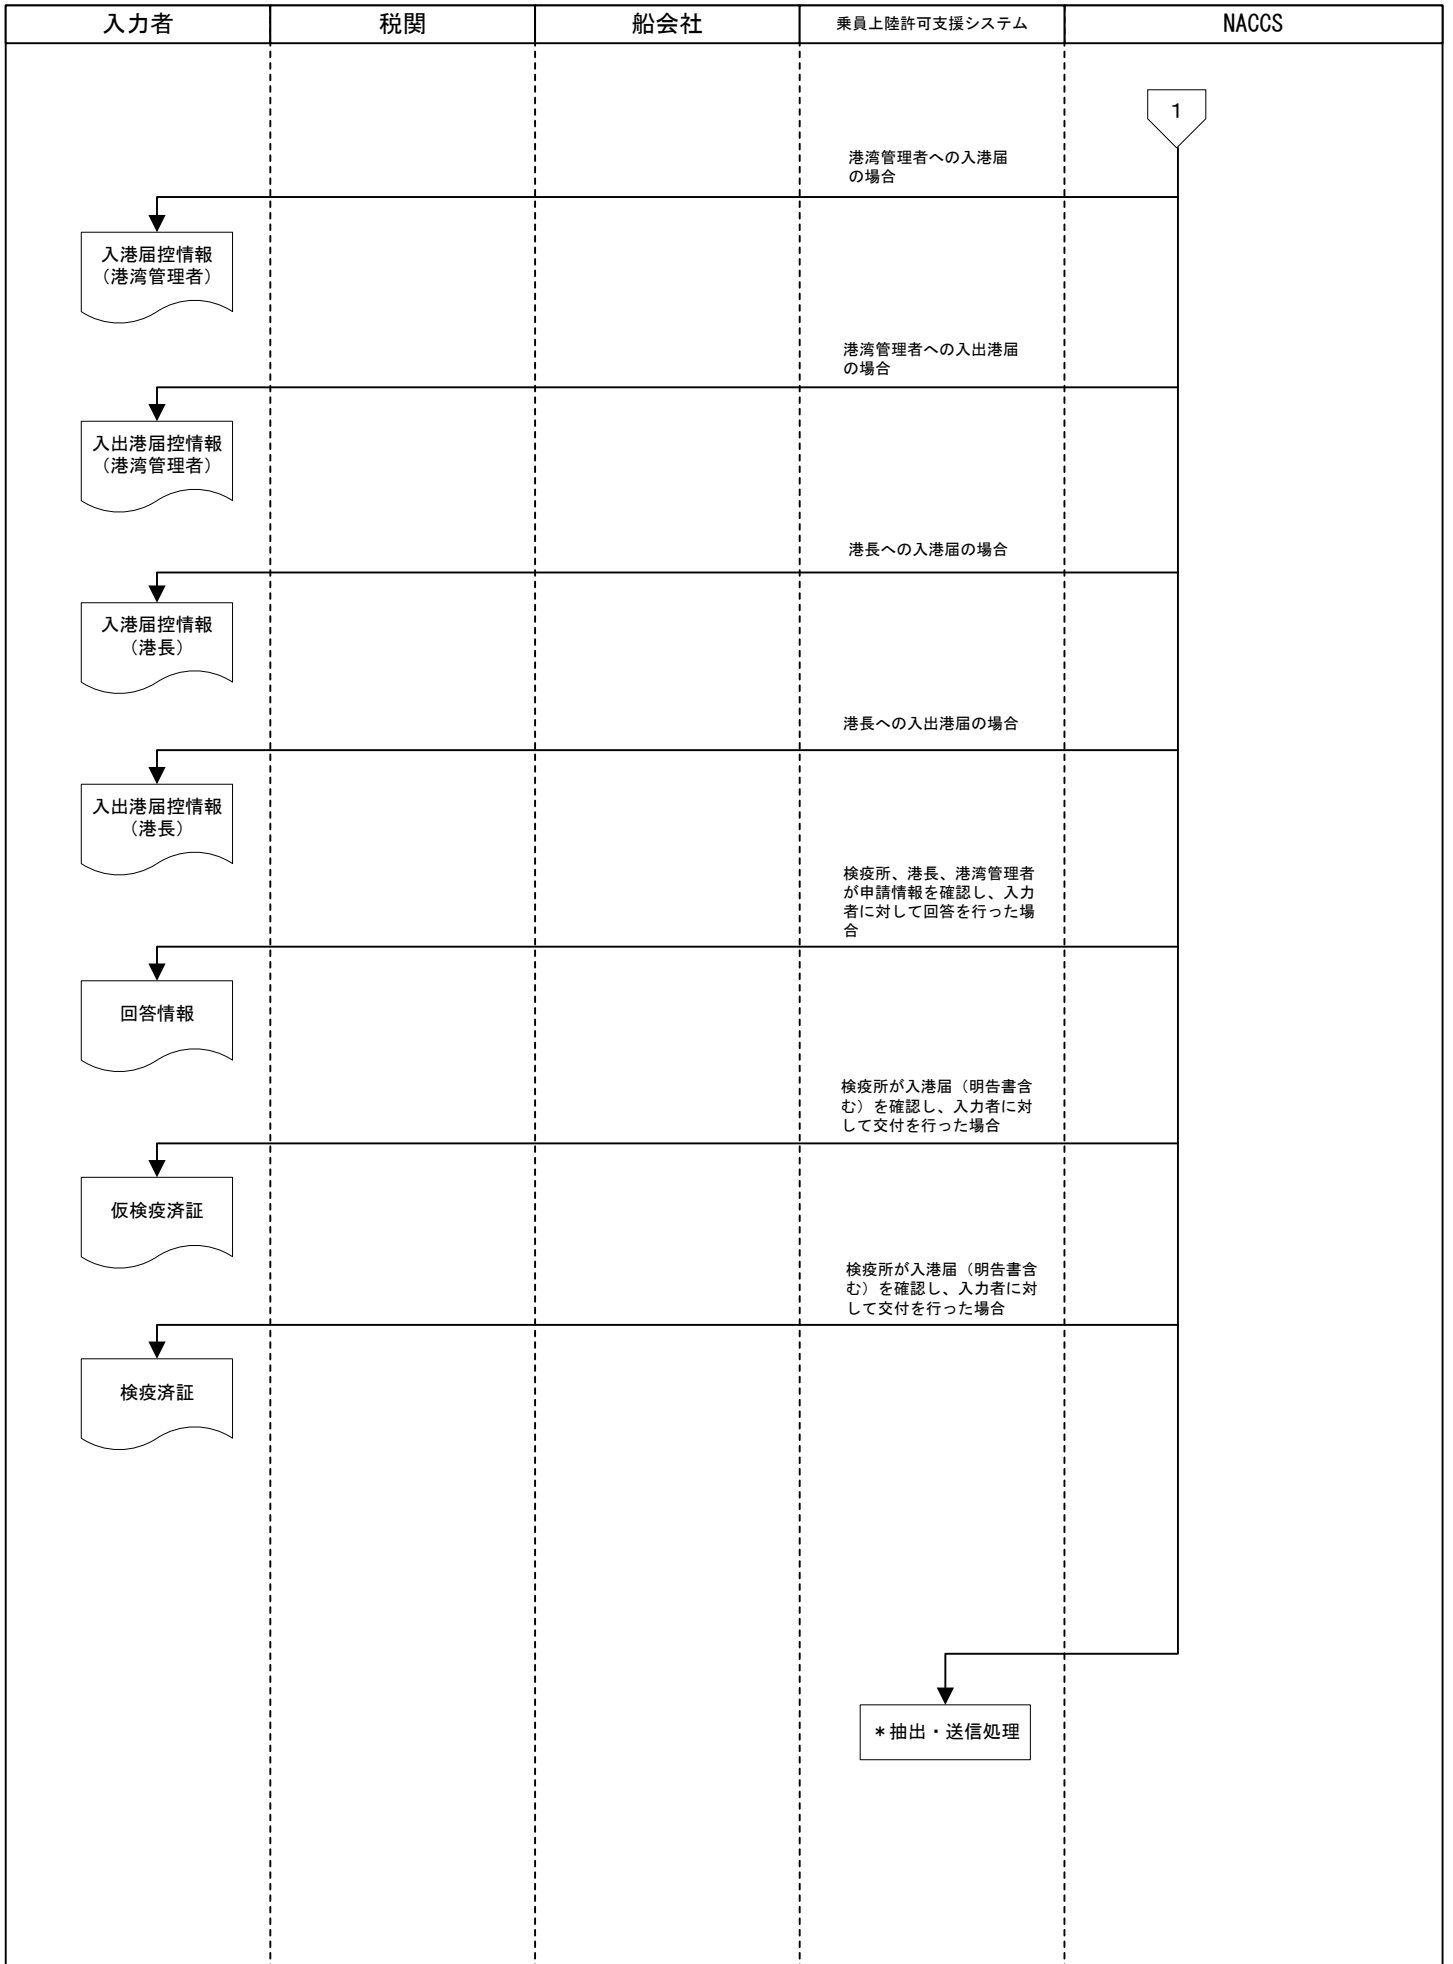 入力者
税関
船会社
乗員上陸許可支援システム
NACCS
1
港湾管理者への入港届
の場合
入港届控情報
（港湾管理者）
港湾管理者への入出港届
の場合
入出港届控情報
（港湾管理者）
港長への入港届の場合
入港届控情報
（港長）
港長への入出港届の場合
入出港届控情報
（港長）
検疫所、港長、港湾管理者
が申請情報を確認し、入力
者に対して回答を行った場
合
回答情報
検疫所が入港届（明告書含
む）を確認し、入力者に対
して交付を行った場合
仮検疫済証
検疫所が入港届（明告書含
む）を確認し、入力者に対
して交付を行った場合
検疫済証
＊抽出・送信処理